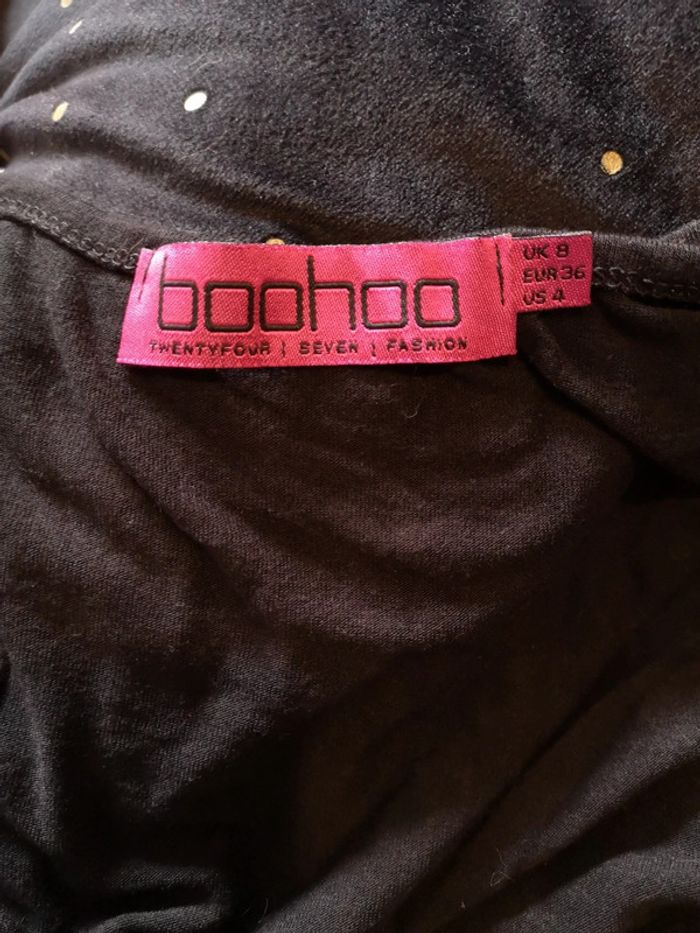 boohoo
TWENTYFOUR | SEVEN | FASHION
UK 8
EUR 36
US 4